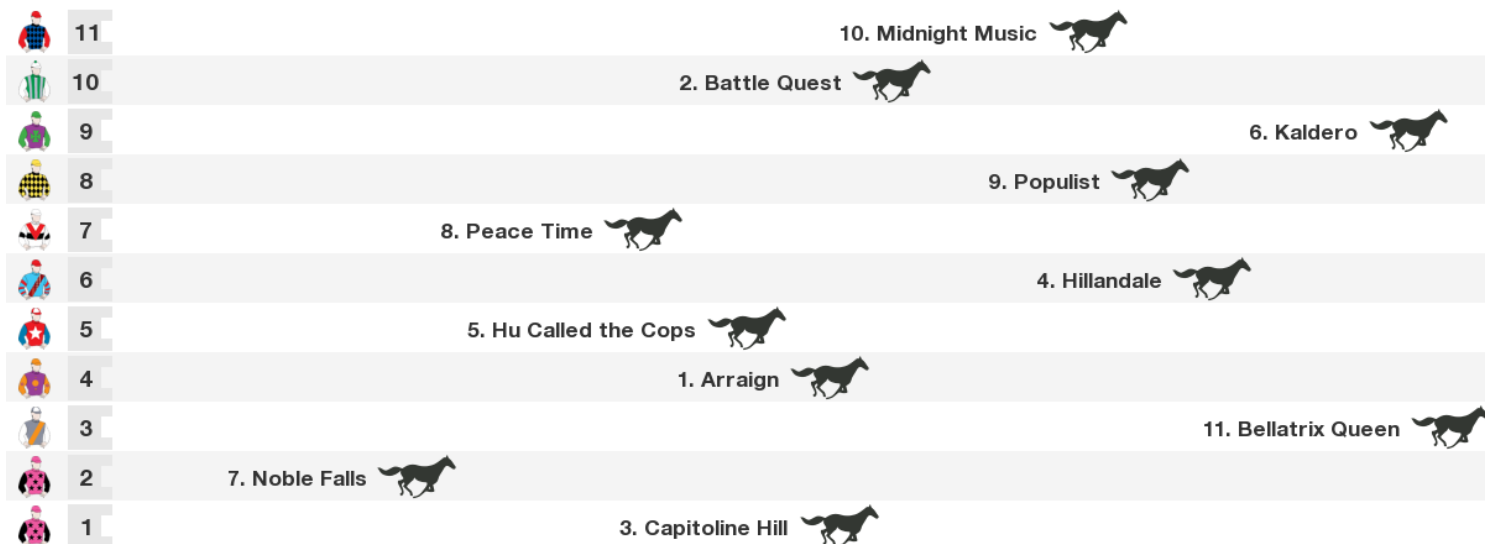 11 10. Midnight Music
10 2. Battle Quest
9 6. Kaldero
8 9. Populist
7 8. Peace Time
6 4. Hillandale
5 5. Hu Called the Cops
4 1. Arraign
3 11. Bellatrix Queen
2 7. Noble Falls
1 3. Capitoline Hill